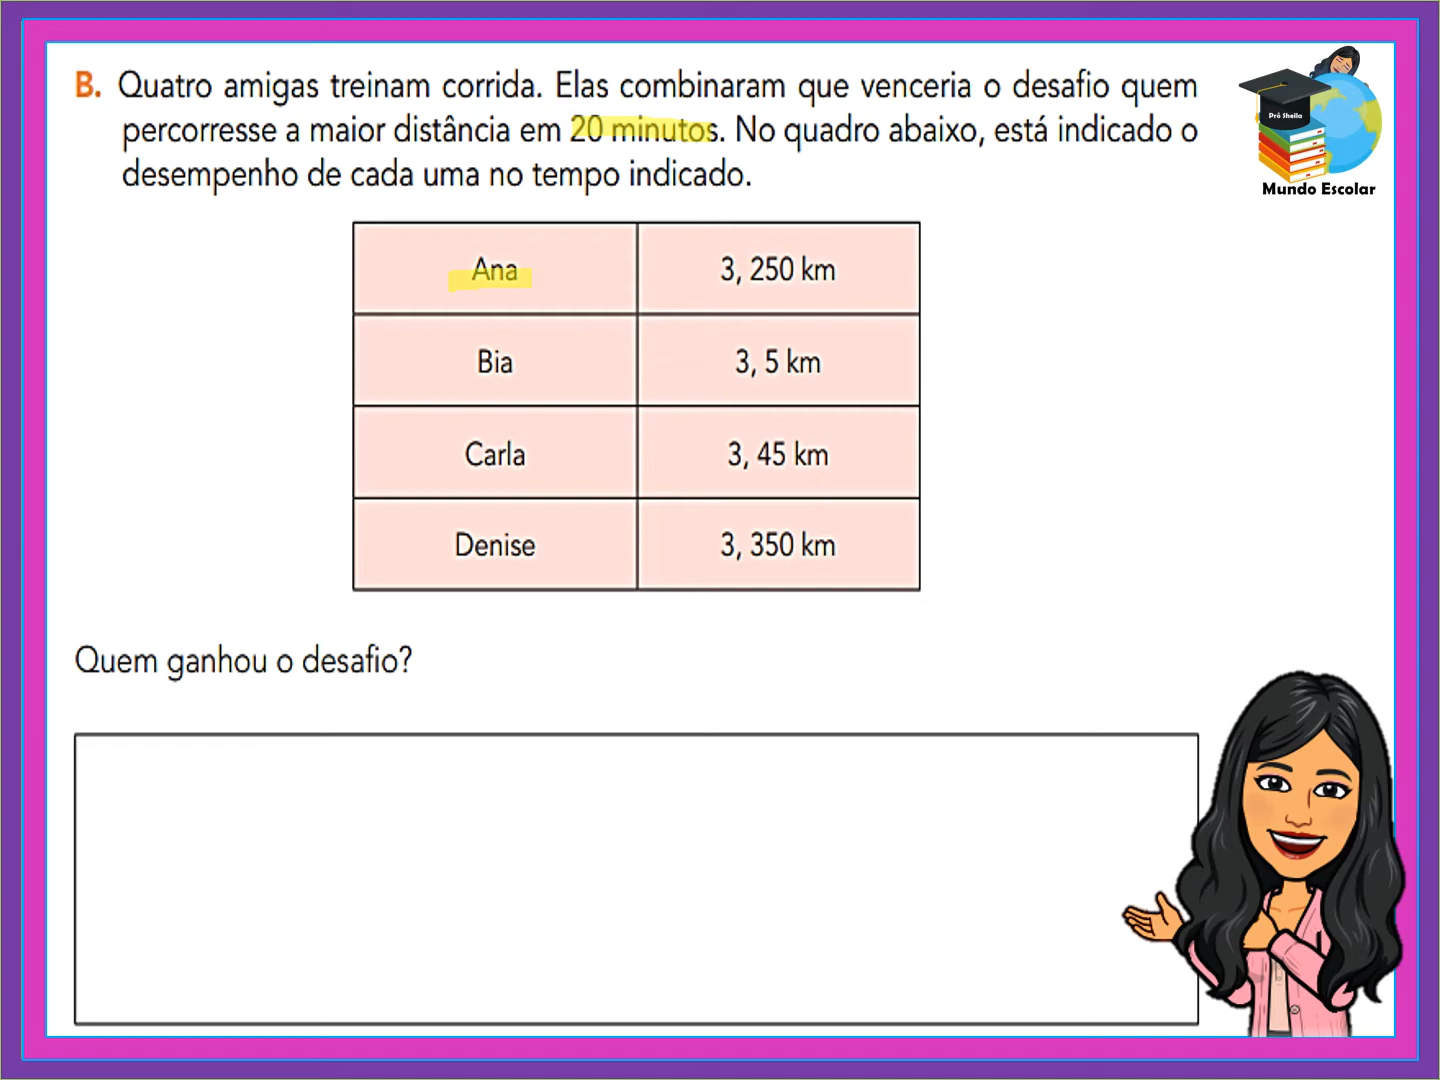 B. Quatro amigas treinam corrida. Elas combinaram que venceria o desafio quem
percorresse a maior distância em 20 minutos. No quadro abaixo, está indicado o
desempenho de cada uma no tempo indicado.
Pró Sheila
Mundo Escolar
Ana 3, 250 km
Bia 3, 5 km
Carla 3, 45 km
Denise 3, 350 km
Quem ganhou o desafio?